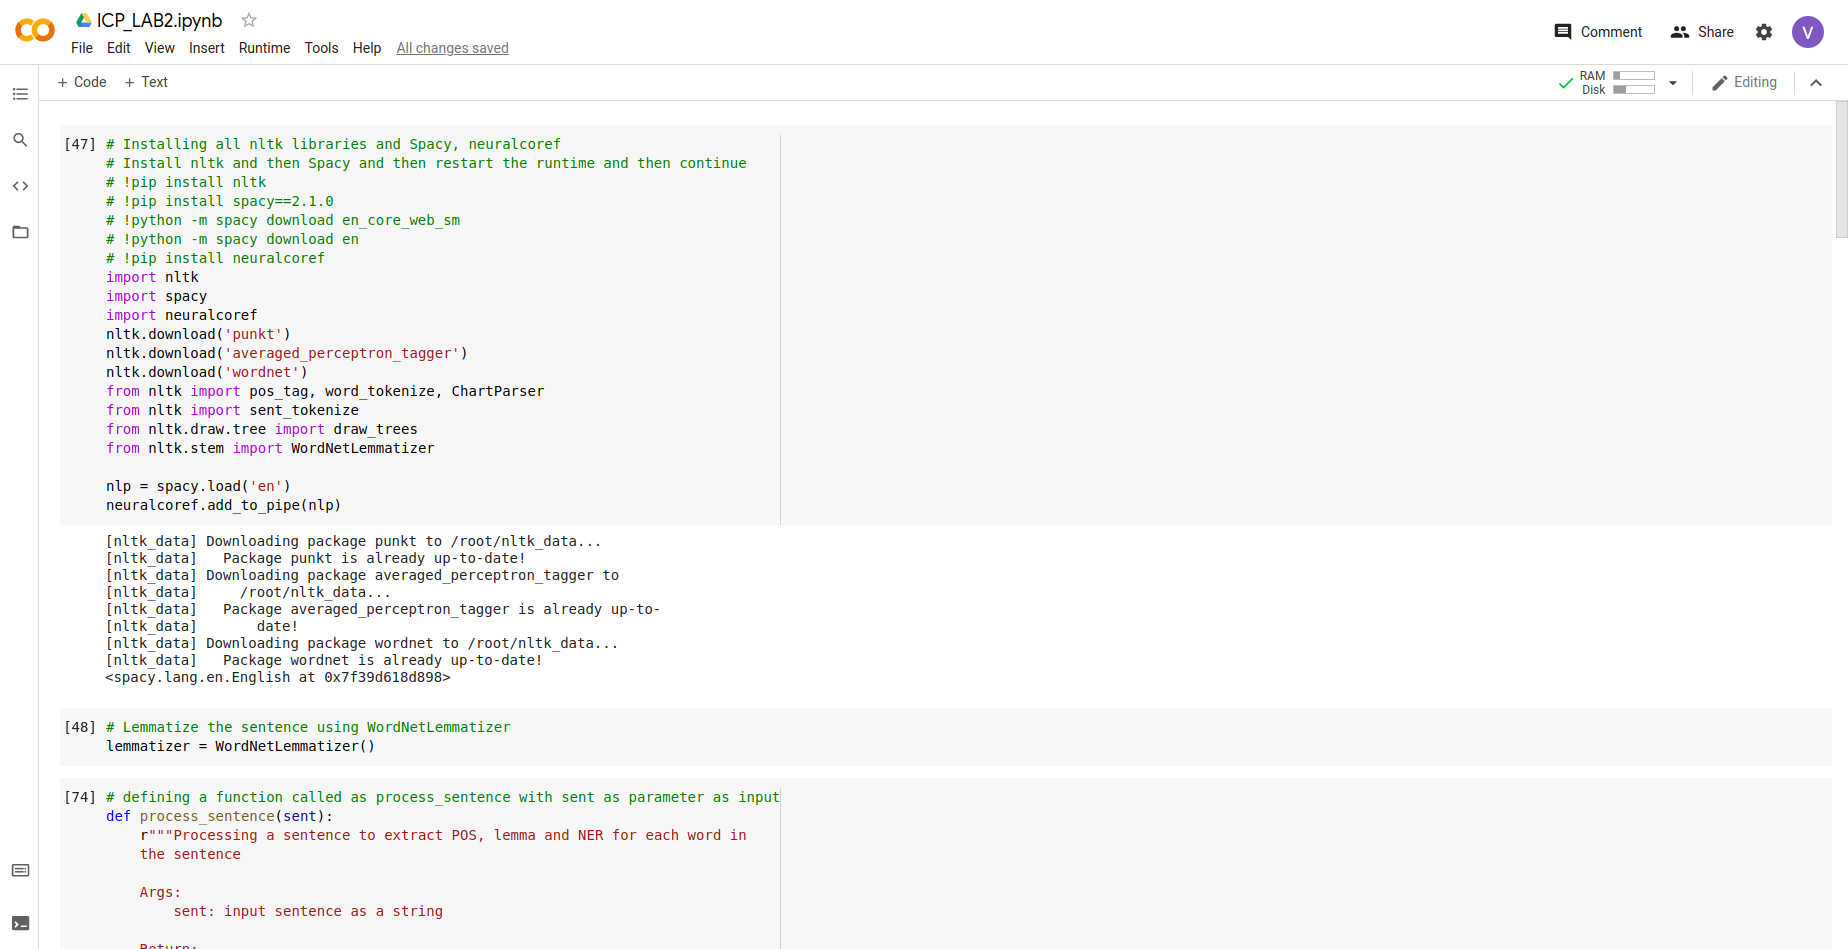 ICP_LAB2.ipynb
File Edit View Insert Runtime Tools Help All changes saved
Comment Share V
+ Code + Text
RAM
Disk
Editing
[47] # Installing all nltk libraries and Spacy, neuralcoref
# Install nltk and then Spacy and then restart the runtime and then continue
# !pip install nltk
# !pip install spacy==2.1.0
# !python -m spacy download en_core_web_sm
# !python -m spacy download en
# !pip install neuralcoref
import nltk
import spacy
import neuralcoref
nltk.download('punkt')
nltk.download('averaged_perceptron_tagger')
nltk.download('wordnet')
from nltk import pos_tag, word_tokenize, ChartParser
from nltk import sent_tokenize
from nltk.draw.tree import draw_trees
from nltk.stem import WordNetLemmatizer
nlp = spacy.load('en')
neuralcoref.add_to_pipe(nlp)
[nltk_data] Downloading package punkt to /root/nltk_data...
[nltk_data]   Package punkt is already up-to-date!
[nltk_data] Downloading package averaged_perceptron_tagger to
[nltk_data]     /root/nltk_data...
[nltk_data]   Package averaged_perceptron_tagger is already up-to-
[nltk_data]       date!
[nltk_data] Downloading package wordnet to /root/nltk_data...
[nltk_data]   Package wordnet is already up-to-date!
<spacy.lang.en.English at 0x7f39d618d898>
[48] # Lemmatize the sentence using WordNetLemmatizer
lemmatizer = WordNetLemmatizer()
[74] # defining a function called as process_sentence with sent as parameter as input
def process_sentence(sent):
    r"""Processing a sentence to extract POS, lemma and NER for each word in
    the sentence
    Args:
        sent: input sentence as a string
    Return: